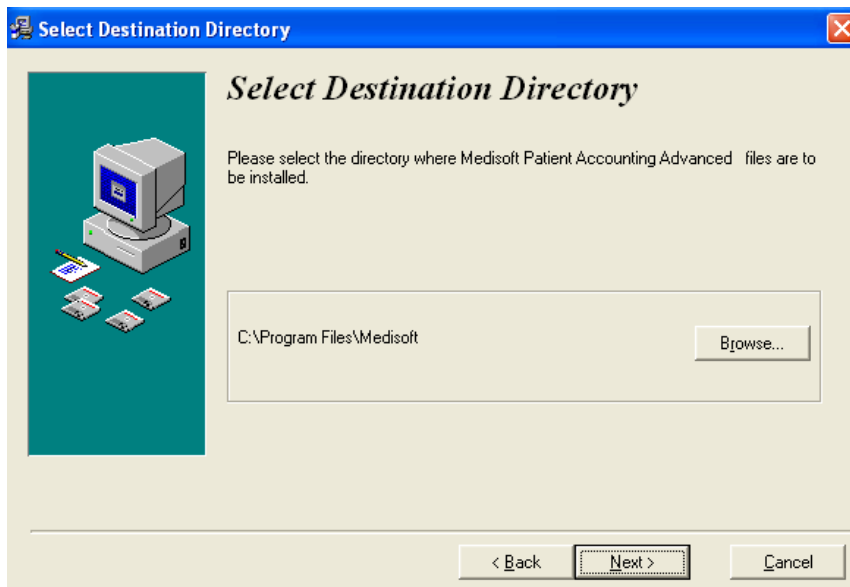 Select Destination Directory
Select Destination Directory
Please select the directory where Medisoft Patient Accounting Advanced files are to
be installed.
C:\Program Files\Medisoft
Browse...
< Back
Next >
Cancel